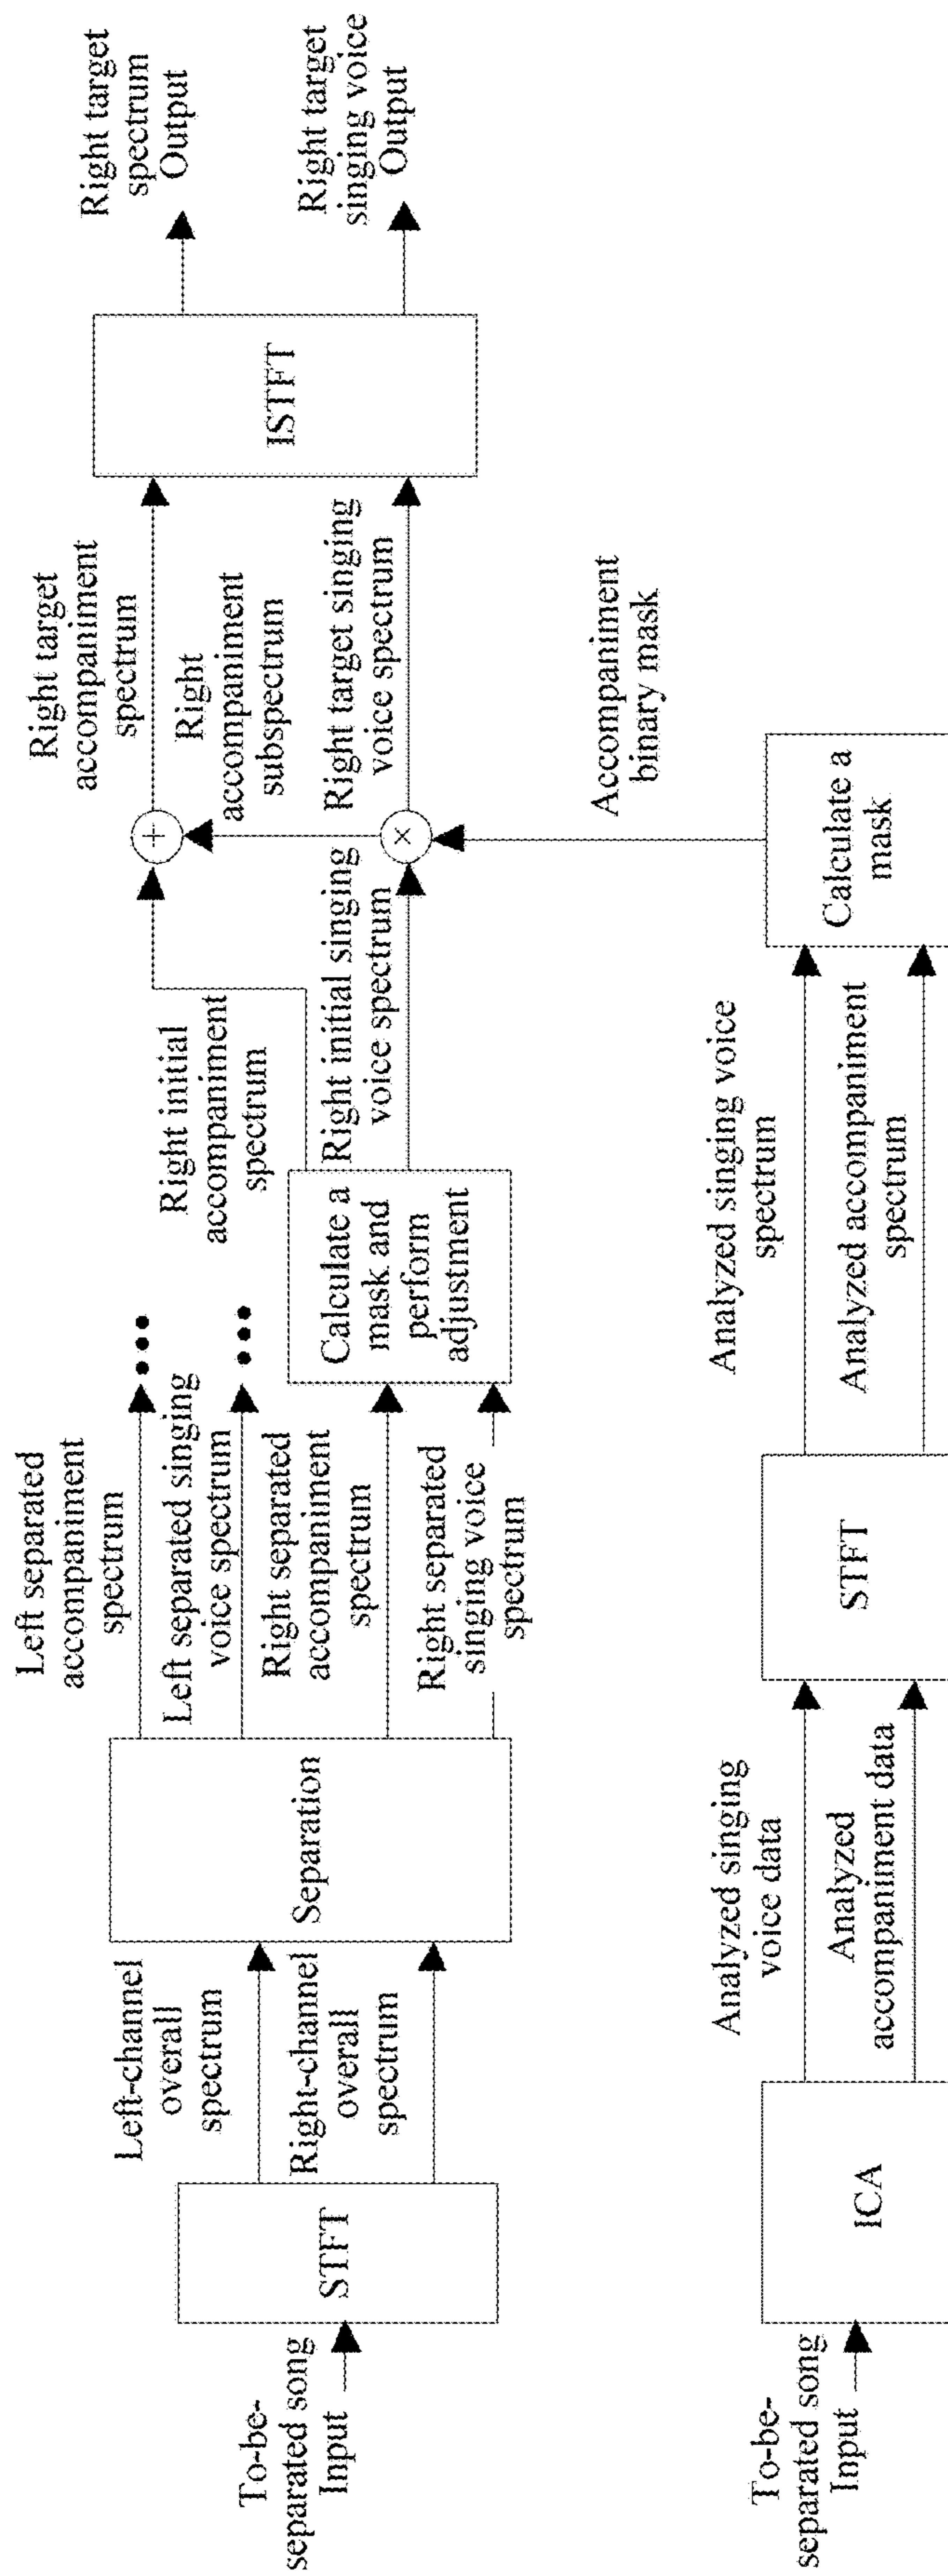 To-be-
separated song
Input
STFT
Left-channel
overall
spectrum
Right-channel
overall
spectrum
Separation
Left separated
accompaniment
spectrum
Left separated singing
voice spectrum
Right separated
accompaniment
spectrum
Right separated
singing voice
spectrum
Calculate a
mask and
perform
adjustment
Right initial
accompaniment
spectrum
Right initial singing
voice spectrum
+
×
Right target
accompaniment
spectrum
Right
accompaniment
subspectrum
Right target singing
voice spectrum
ISTFT
Right target
spectrum
Output
Right target
singing voice
Output
To-be-
separated song
Input
ICA
Analyzed singing
voice data
Analyzed
accompaniment data
STFT
Analyzed singing voice
spectrum
Analyzed accompaniment
spectrum
Calculate a
mask
Accompaniment
binary mask